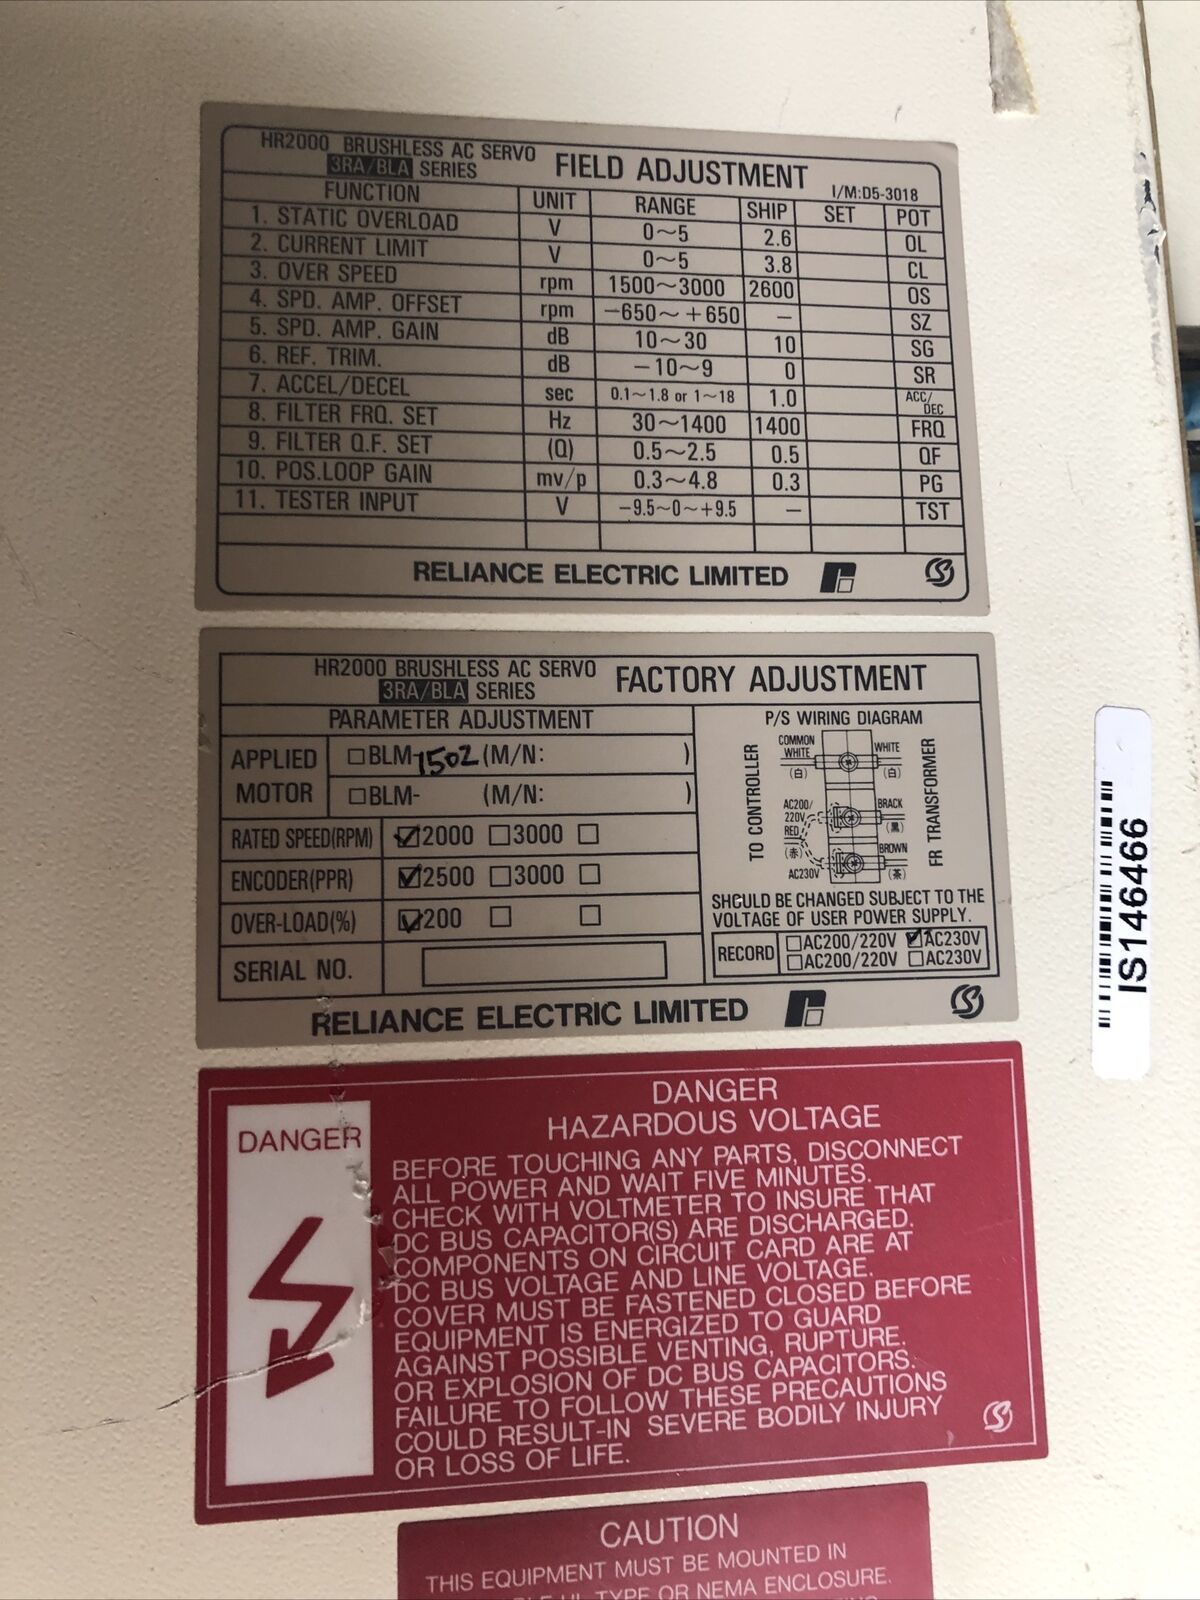 HR2000 BRUSHLESS AC SERVO
3RA/BLA SERIES
FIELD ADJUSTMENT
I/M:D5-3018
FUNCTION UNIT RANGE SHIP SET POT
1. STATIC OVERLOAD V 0~5 2.6 OL
2. CURRENT LIMIT V 0~5 3.8 CL
3. OVER SPEED rpm 1500~3000 2600 OS
4. SPD. AMP. OFFSET rpm -650~+650 - SZ
5. SPD. AMP. GAIN dB 10~30 10 SG
6. REF. TRIM. dB -10~9 0 SR
7. ACCEL/DECEL sec 0.1~1.8 or 1~18 1.0 ACC/DEC
8. FILTER FRQ. SET Hz 30~1400 1400 FRQ
9. FILTER Q.F. SET (Q) 0.5~2.5 0.5 QF
10. POS.LOOP GAIN mv/p 0.3~4.8 0.3 PG
11. TESTER INPUT V -9.5~0~+9.5 - TST
RELIANCE ELECTRIC LIMITED
HR2000 BRUSHLESS AC SERVO
3RA/BLA SERIES
FACTORY ADJUSTMENT
PARAMETER ADJUSTMENT
APPLIED MOTOR
□BLM-7502 (M/N: )
□BLM- (M/N: )
RATED SPEED(RPM) ☑2000 □3000 □
ENCODER(PPR) ☑2500 □3000 □
OVER-LOAD(%) ☑200 □ □
SERIAL NO.
P/S WIRING DIAGRAM
TO CONTROLLER
COMMON
WHITE
(白)
WHITE
(白)
AC200/
220V
RED
(赤)
BRACK
(黒)
AC230V
BROWN
(茶)
FR TRANSFORMER
SHOULD BE CHANGED SUBJECT TO THE
VOLTAGE OF USER POWER SUPPLY.
RECORD
□AC200/220V ☑AC230V
□AC200/220V □AC230V
RELIANCE ELECTRIC LIMITED
IS146466
DANGER
DANGER
HAZARDOUS VOLTAGE
BEFORE TOUCHING ANY PARTS, DISCONNECT
ALL POWER AND WAIT FIVE MINUTES.
CHECK WITH VOLTMETER TO INSURE THAT
DC BUS CAPACITOR(S) ARE DISCHARGED.
COMPONENTS ON CIRCUIT CARD ARE AT
DC BUS VOLTAGE AND LINE VOLTAGE.
COVER MUST BE FASTENED CLOSED BEFORE
EQUIPMENT IS ENERGIZED TO GUARD
AGAINST POSSIBLE VENTING, RUPTURE.
OR EXPLOSION OF DC BUS CAPACITORS.
FAILURE TO FOLLOW THESE PRECAUTIONS
COULD RESULT-IN SEVERE BODILY INJURY
OR LOSS OF LIFE.
CAUTION
THIS EQUIPMENT MUST BE MOUNTED IN
UL TYPE OR NEMA ENCLOSURE.